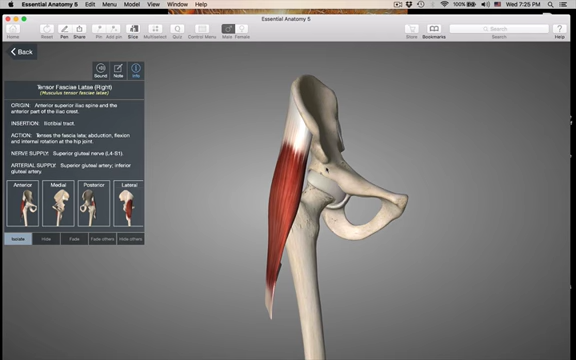 Essential Anatomy 5 Edit Menu Model View Window Help
100% Wed 7:25 PM
Essential Anatomy 5
Home Reset Pen Share Pin Add pin Slice Multiselect Quiz Control Menu Male Female Store Bookmarks Search Help
Search
Back
Sound Note Info
Tensor Fasciae Latae (Right)
(Musculus tensor fasciae latae)
ORIGIN: Anterior superior iliac spine and the
anterior part of the iliac crest.
INSERTION: Iliotibial tract.
ACTION: Tenses the fascia lata; abduction, flexion
and internal rotation at the hip joint.
NERVE SUPPLY: Superior gluteal nerve (L4-S1).
ARTERIAL SUPPLY: Superior gluteal artery; inferior
gluteal artery.
Anterior Medial Posterior Lateral
Isolate Hide Fade Fade others Hide others